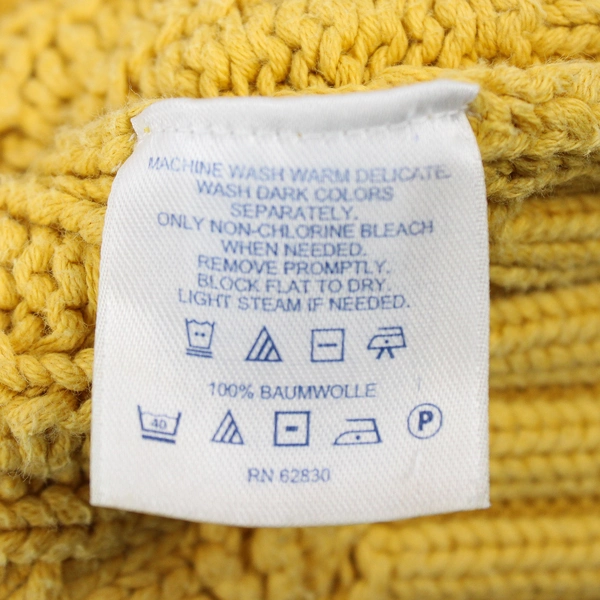 MACHINE WASH WARM DELICATE.
WASH DARK COLORS
SEPARATELY.
ONLY NON-CHLORINE BLEACH
WHEN NEEDED.
REMOVE PROMPTLY.
BLOCK FLAT TO DRY.
LIGHT STEAM IF NEEDED.
100% BAUMWOLLE
40 P
RN 62830